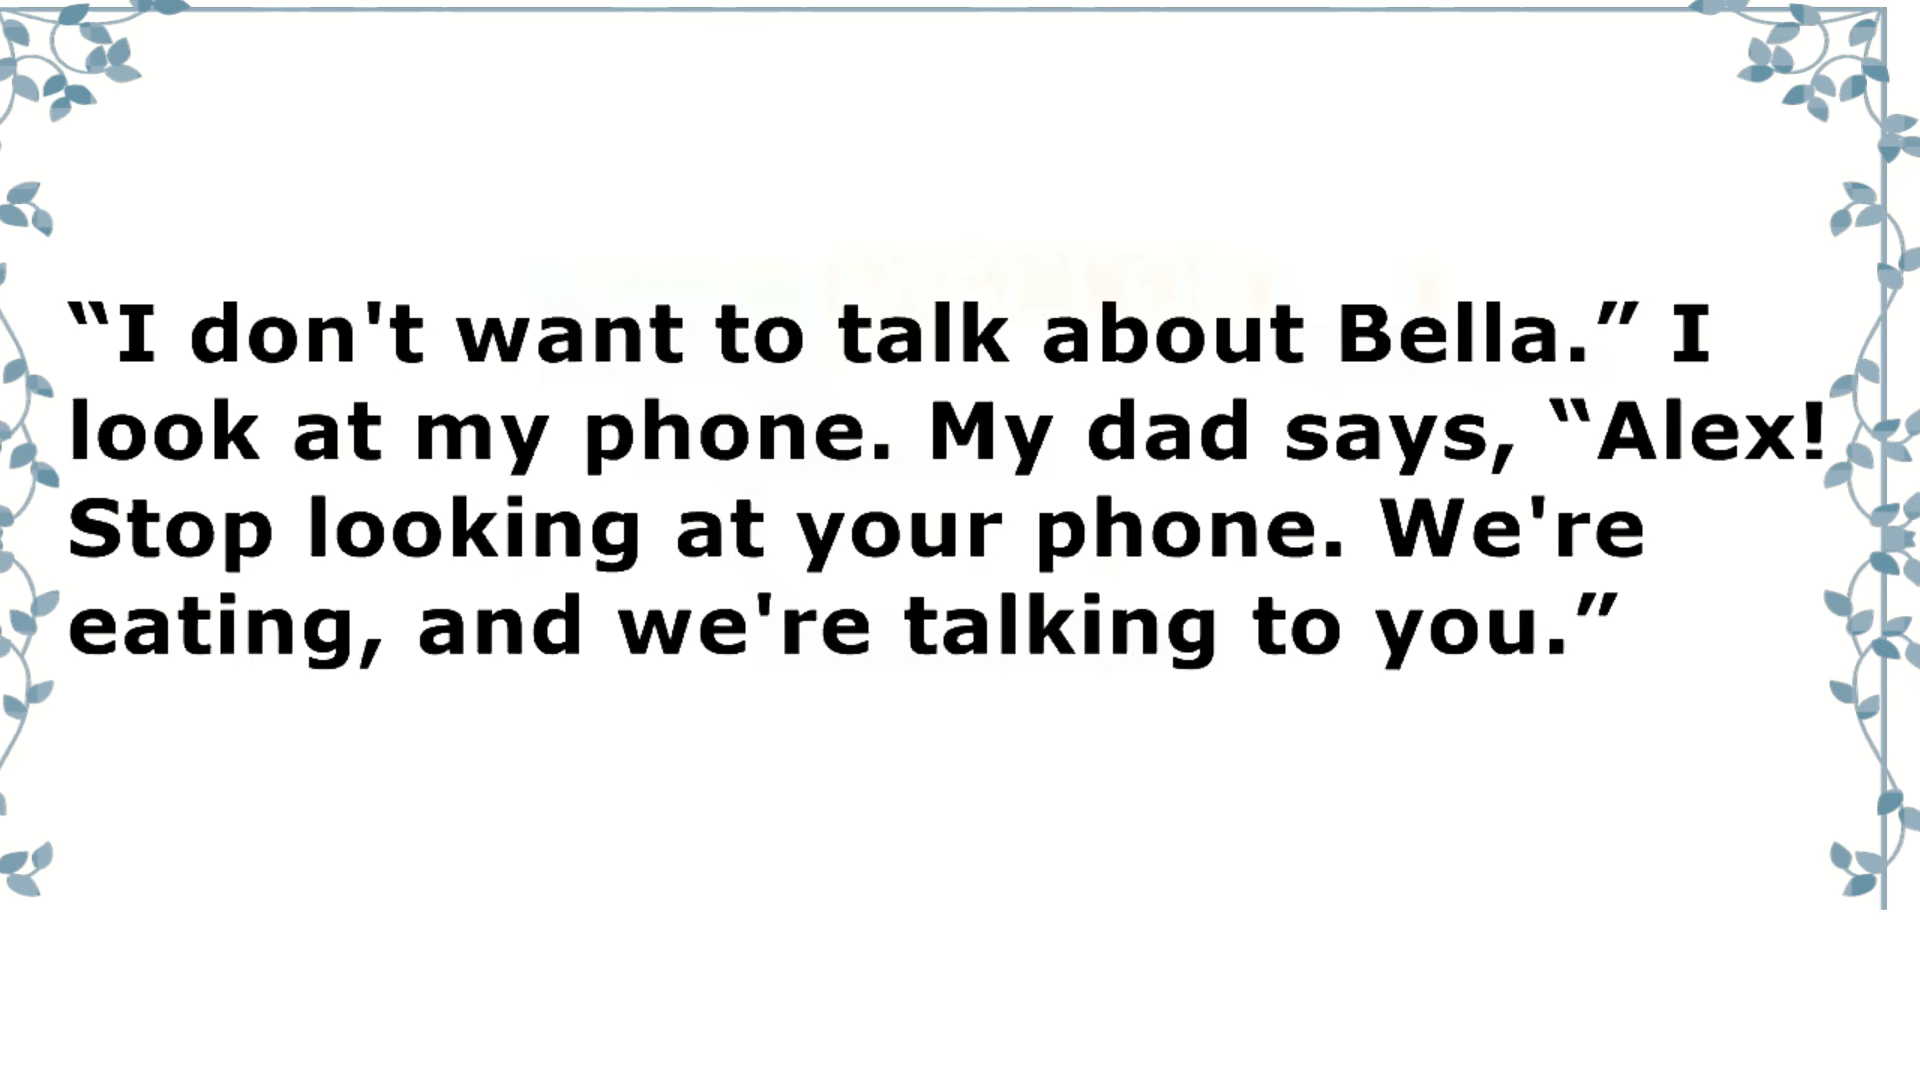 “I don't want to talk about Bella.” I
look at my phone. My dad says, “Alex!
Stop looking at your phone. We're
eating, and we're talking to you.”